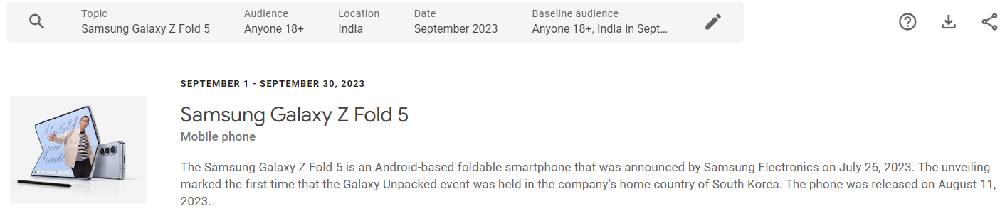 Topic
Samsung Galaxy Z Fold 5
Audience
Anyone 18+
Location
India
Date
September 2023
Baseline audience
Anyone 18+, India in Sept...
SEPTEMBER 1 - SEPTEMBER 30, 2023
Samsung Galaxy Z Fold 5
Mobile phone
Unfold
your
world
The Samsung Galaxy Z Fold 5 is an Android-based foldable smartphone that was announced by Samsung Electronics on July 26, 2023. The unveiling
marked the first time that the Galaxy Unpacked event was held in the company's home country of South Korea. The phone was released on August 11,
2023.